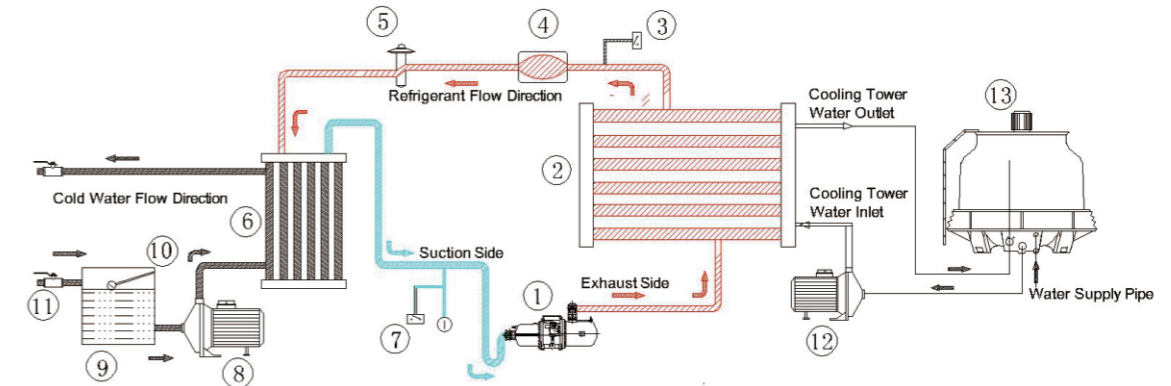 ⑤
④
③
Refrigerant Flow Direction
Cooling Tower
Water Outlet
⑬
②
Cold Water Flow Direction
⑥
Cooling Tower
Water Inlet
⑩
Suction Side
⑪
Exhaust Side
①
Water Supply Pipe
⑦
⑫
⑨
⑧